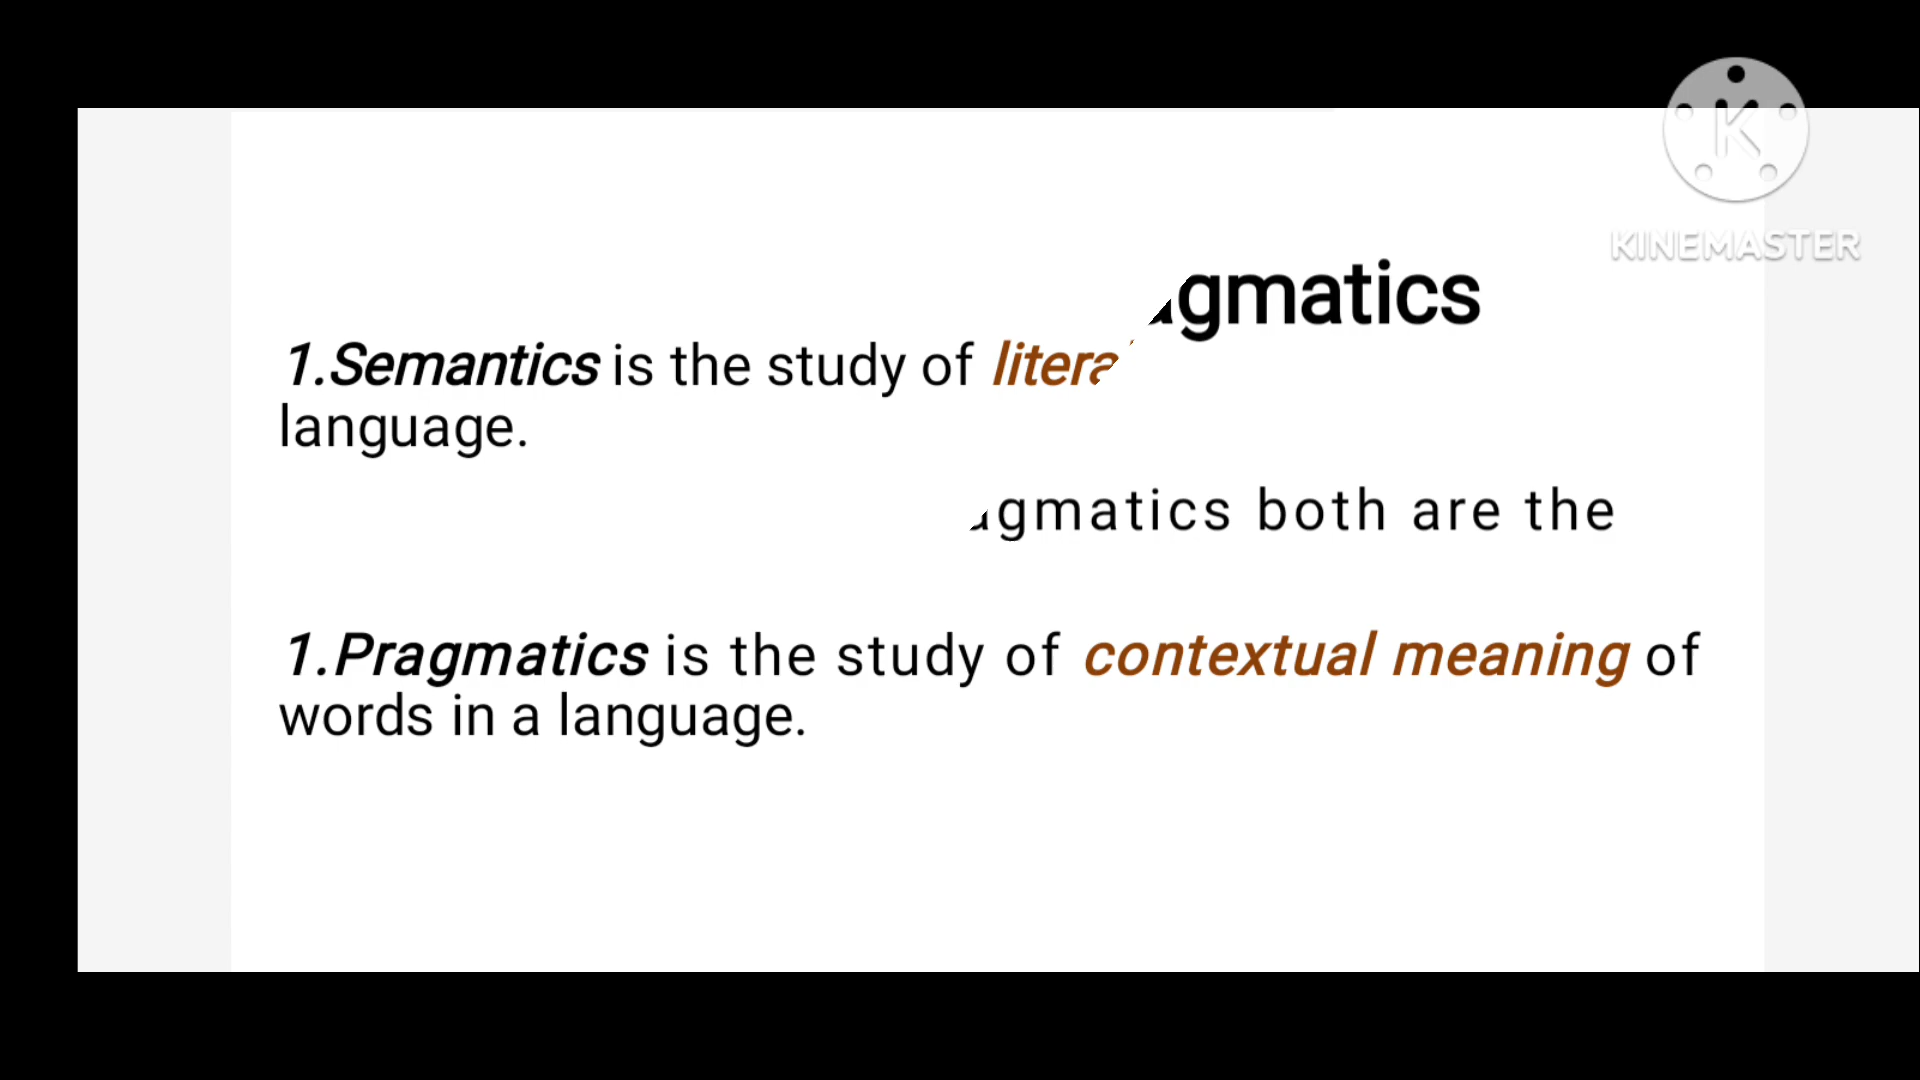 KINEMASTER
gmatics
1.Semantics is the study of
language.
gmatics both are the
1.Pragmatics is the study of contextual meaning of
words in a language.